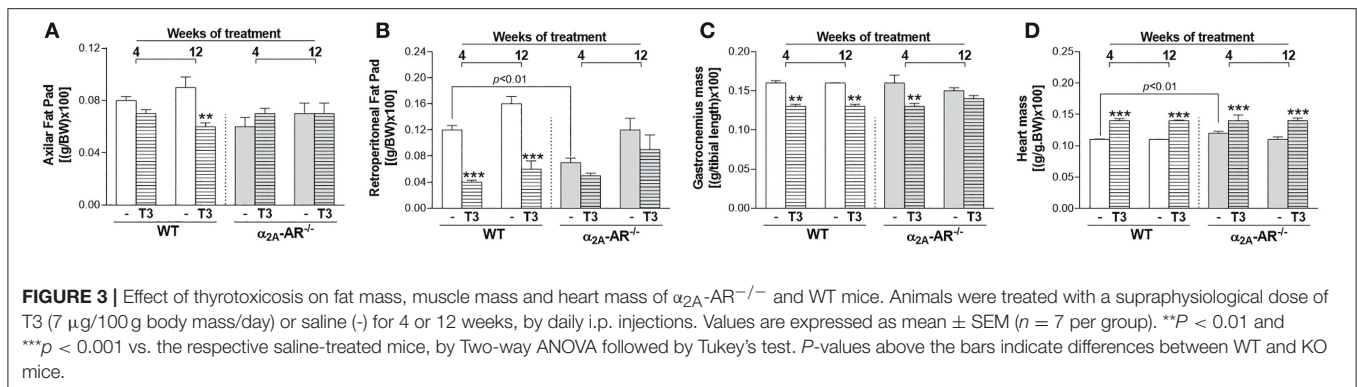 A
Weeks of treatment
4 12 4 12
Axilar Fat Pad
[(g/BW)x100]
0.12
0.08
0.04
0.00
**
- T3 - T3 - T3 - T3
WT α2A-AR-/-
B
Weeks of treatment
4 12 4 12
Retroperitoneal Fat Pad
[(g/BW)x100]
0.24
0.20
0.16
0.12
0.08
0.04
0.00
p<0.01
*** ***
- T3 - T3 - T3 - T3
WT α2A-AR-/-
C
Weeks of treatment
4 12 4 12
Gastrocnemius mass
[(g/tibial length)x100]
0.20
0.15
0.10
0.05
0.00
** ** **
- T3 - T3 - T3 - T3
WT α2A-AR-/-
D
Weeks of treatment
4 12 4 12
Heart mass
[(g/g.BW)x100]
0.25
0.20
0.15
0.10
0.05
0.00
p<0.01
*** *** *** ***
- T3 - T3 - T3 - T3
WT α2A-AR-/-
FIGURE 3 | Effect of thyrotoxicosis on fat mass, muscle mass and heart mass of α2A-AR−/− and WT mice. Animals were treated with a supraphysiological dose of
T3 (7 μg/100 g body mass/day) or saline (-) for 4 or 12 weeks, by daily i.p. injections. Values are expressed as mean ± SEM (n = 7 per group). **P < 0.01 and
***p < 0.001 vs. the respective saline-treated mice, by Two-way ANOVA followed by Tukey's test. P-values above the bars indicate differences between WT and KO
mice.